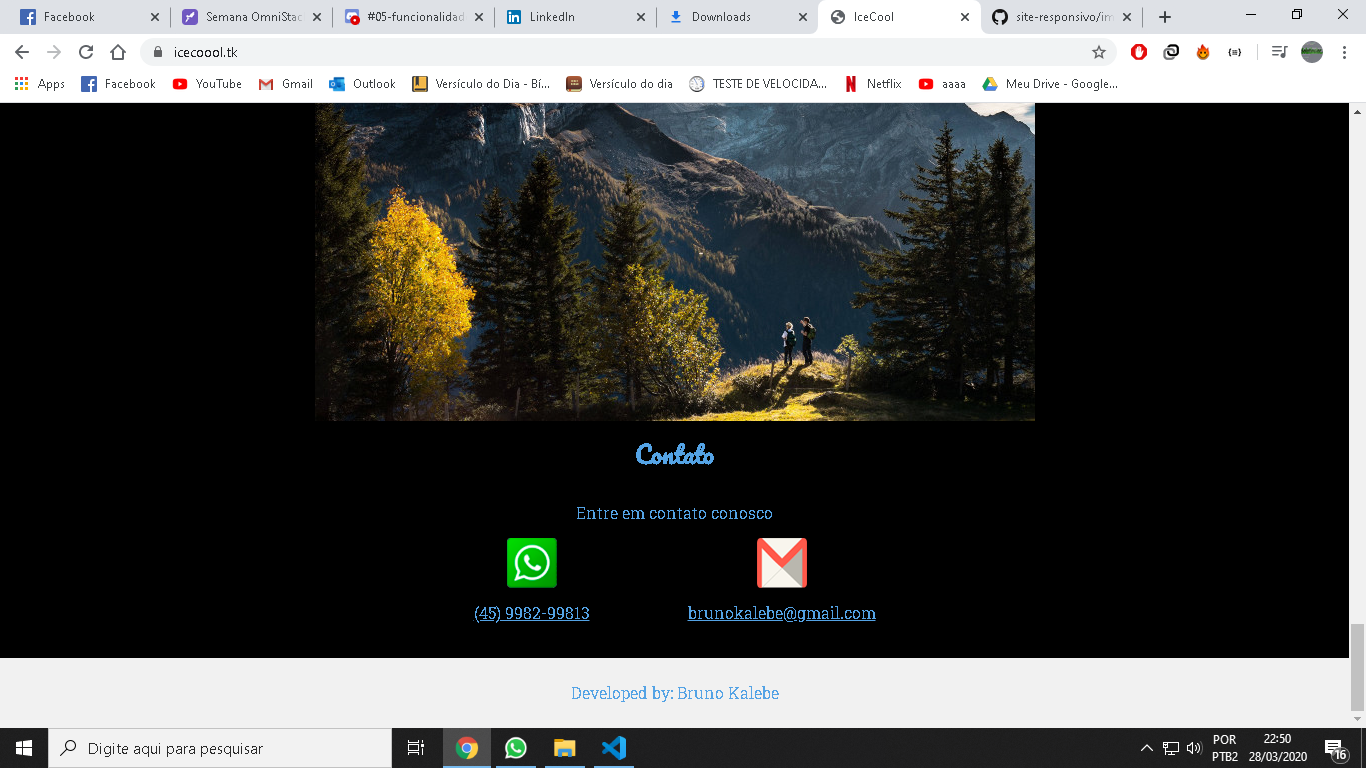 Facebook
Semana OmniStac
#05-funcionalidad
LinkedIn
Downloads
IceCool
site-responsivo/im
icecoool.tk
Apps
Facebook
YouTube
Gmail
Outlook
Versículo do Dia - Bí...
Versículo do dia
TESTE DE VELOCIDA...
Netflix
aaaa
Meu Drive - Google...
Contato
Entre em contato conosco
(45) 9982-99813
brunokalebe@gmail.com
Developed by: Bruno Kalebe
Digite aqui para pesquisar
POR
PTB2
22:50
28/03/2020
16